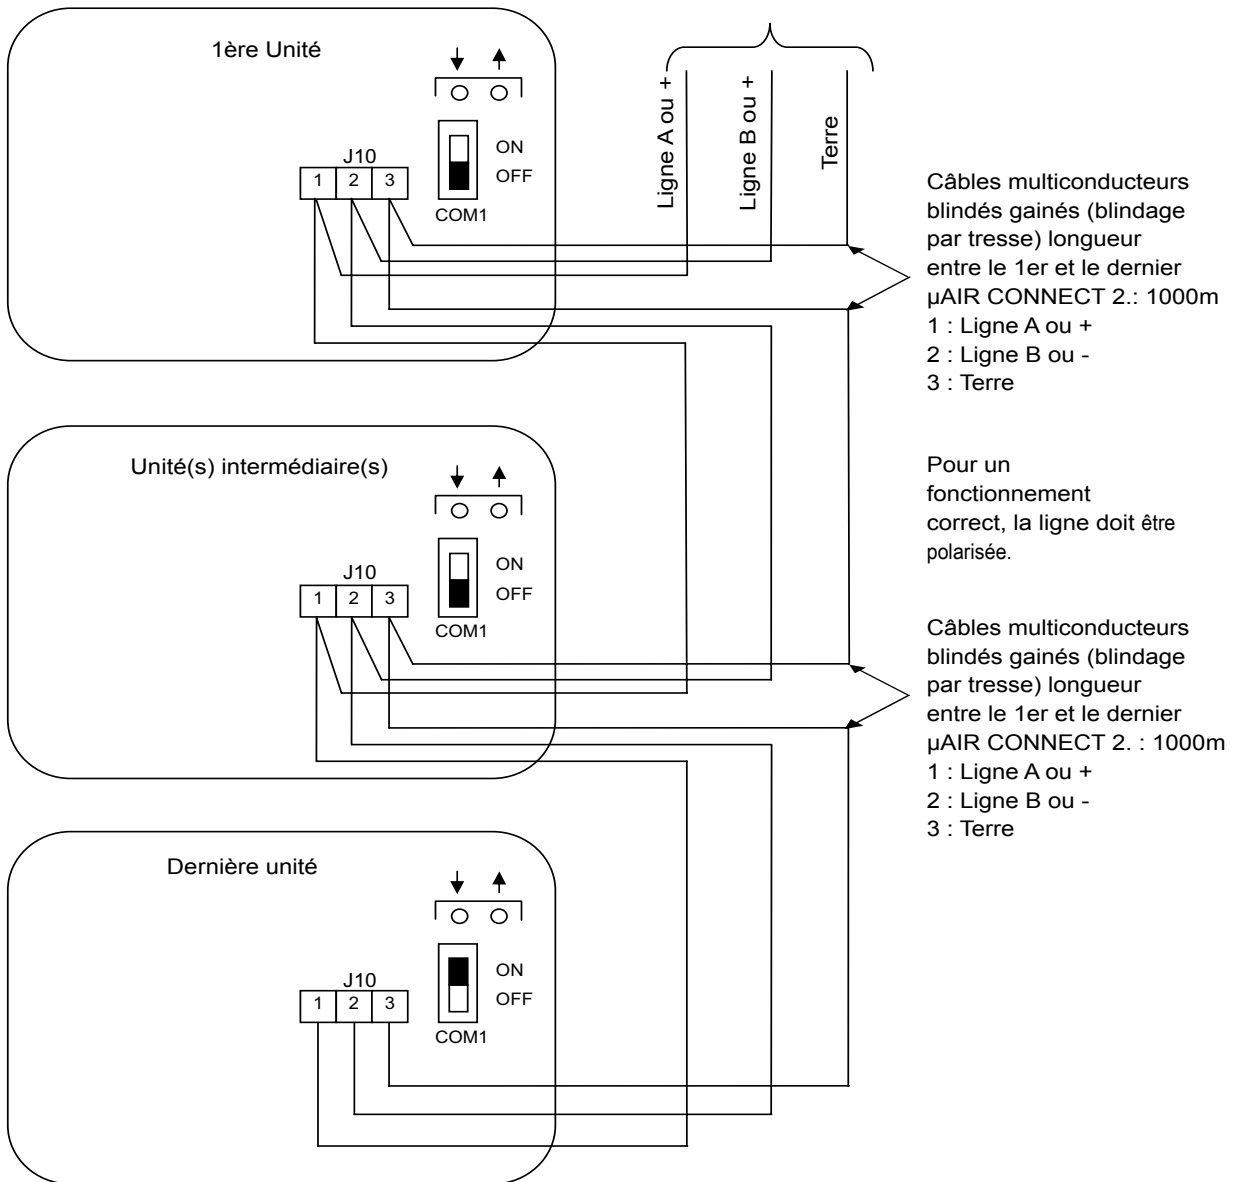 1ère Unité
J10
1 2 3
ON
OFF
COM1
Ligne A ou +
Ligne B ou +
Terre
Câbles multiconducteurs
blindés gainés (blindage
par tresse) longueur
entre le 1er et le dernier
µAIR CONNECT 2.: 1000m
1 : Ligne A ou +
2 : Ligne B ou -
3 : Terre
Unité(s) intermédiaire(s)
J10
1 2 3
ON
OFF
COM1
Pour un
fonctionnement
correct, la ligne doit être
polarisée.
Câbles multiconducteurs
blindés gainés (blindage
par tresse) longueur
entre le 1er et le dernier
µAIR CONNECT 2. : 1000m
1 : Ligne A ou +
2 : Ligne B ou -
3 : Terre
Dernière unité
J10
1 2 3
ON
OFF
COM1